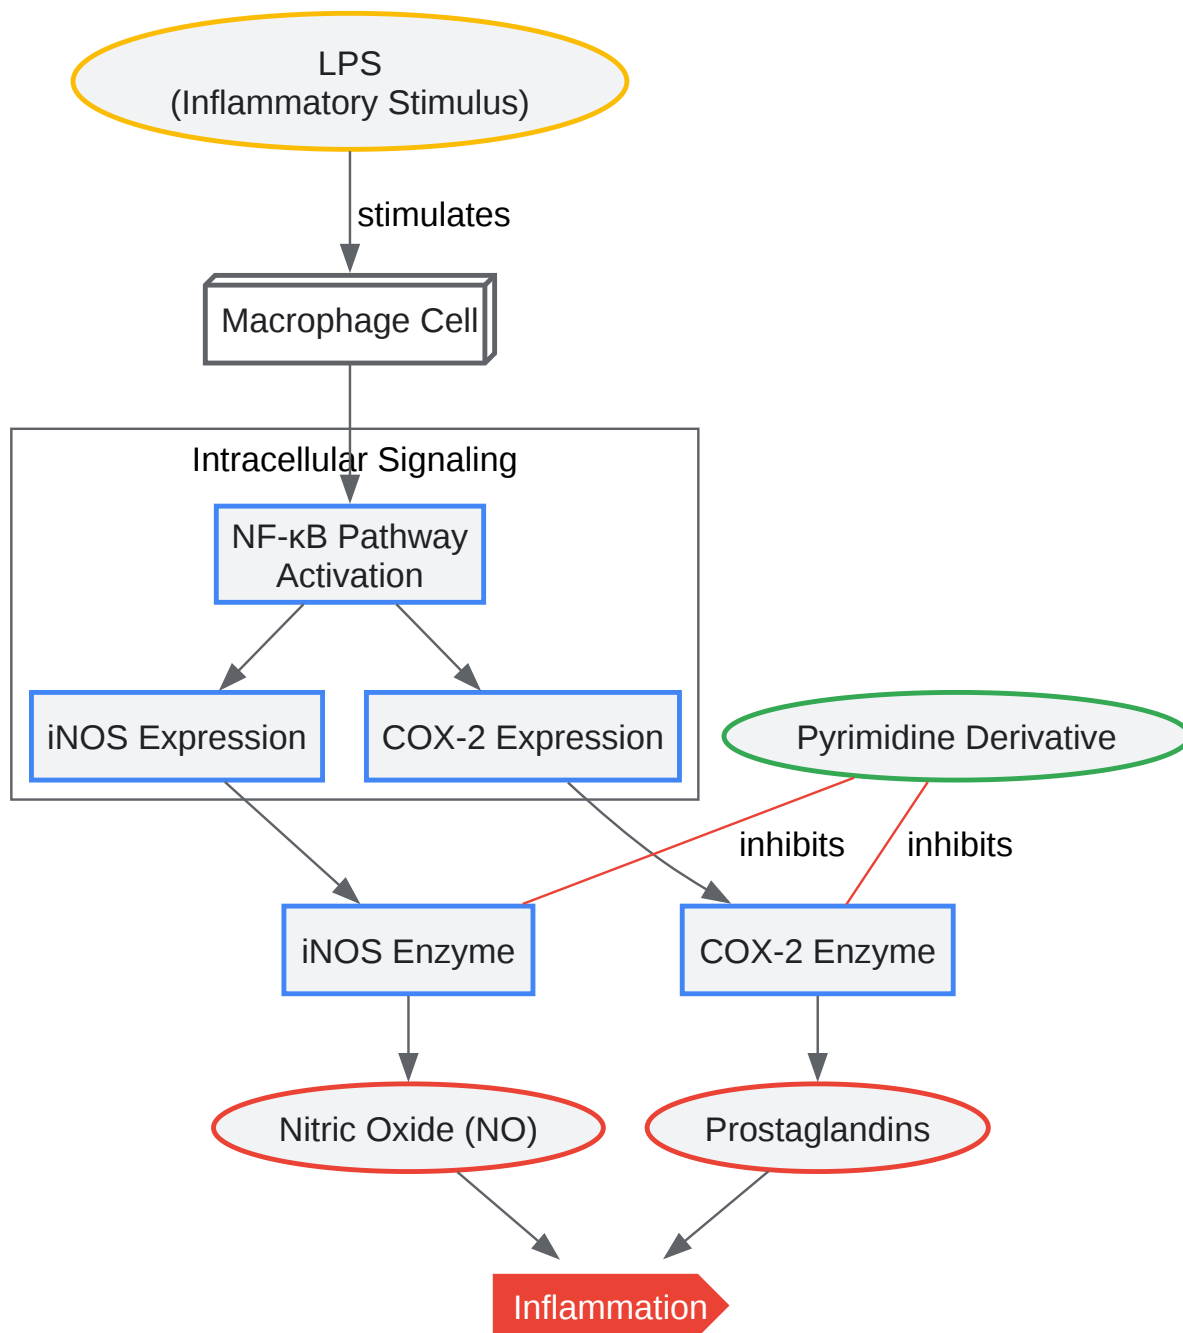 LPS
(Inflammatory Stimulus)
stimulates
Macrophage Cell
Intracellular Signaling
NF-κB Pathway
Activation
iNOS Expression
COX-2 Expression
Pyrimidine Derivative
inhibits
inhibits
iNOS Enzyme
COX-2 Enzyme
Nitric Oxide (NO)
Prostaglandins
Inflammation